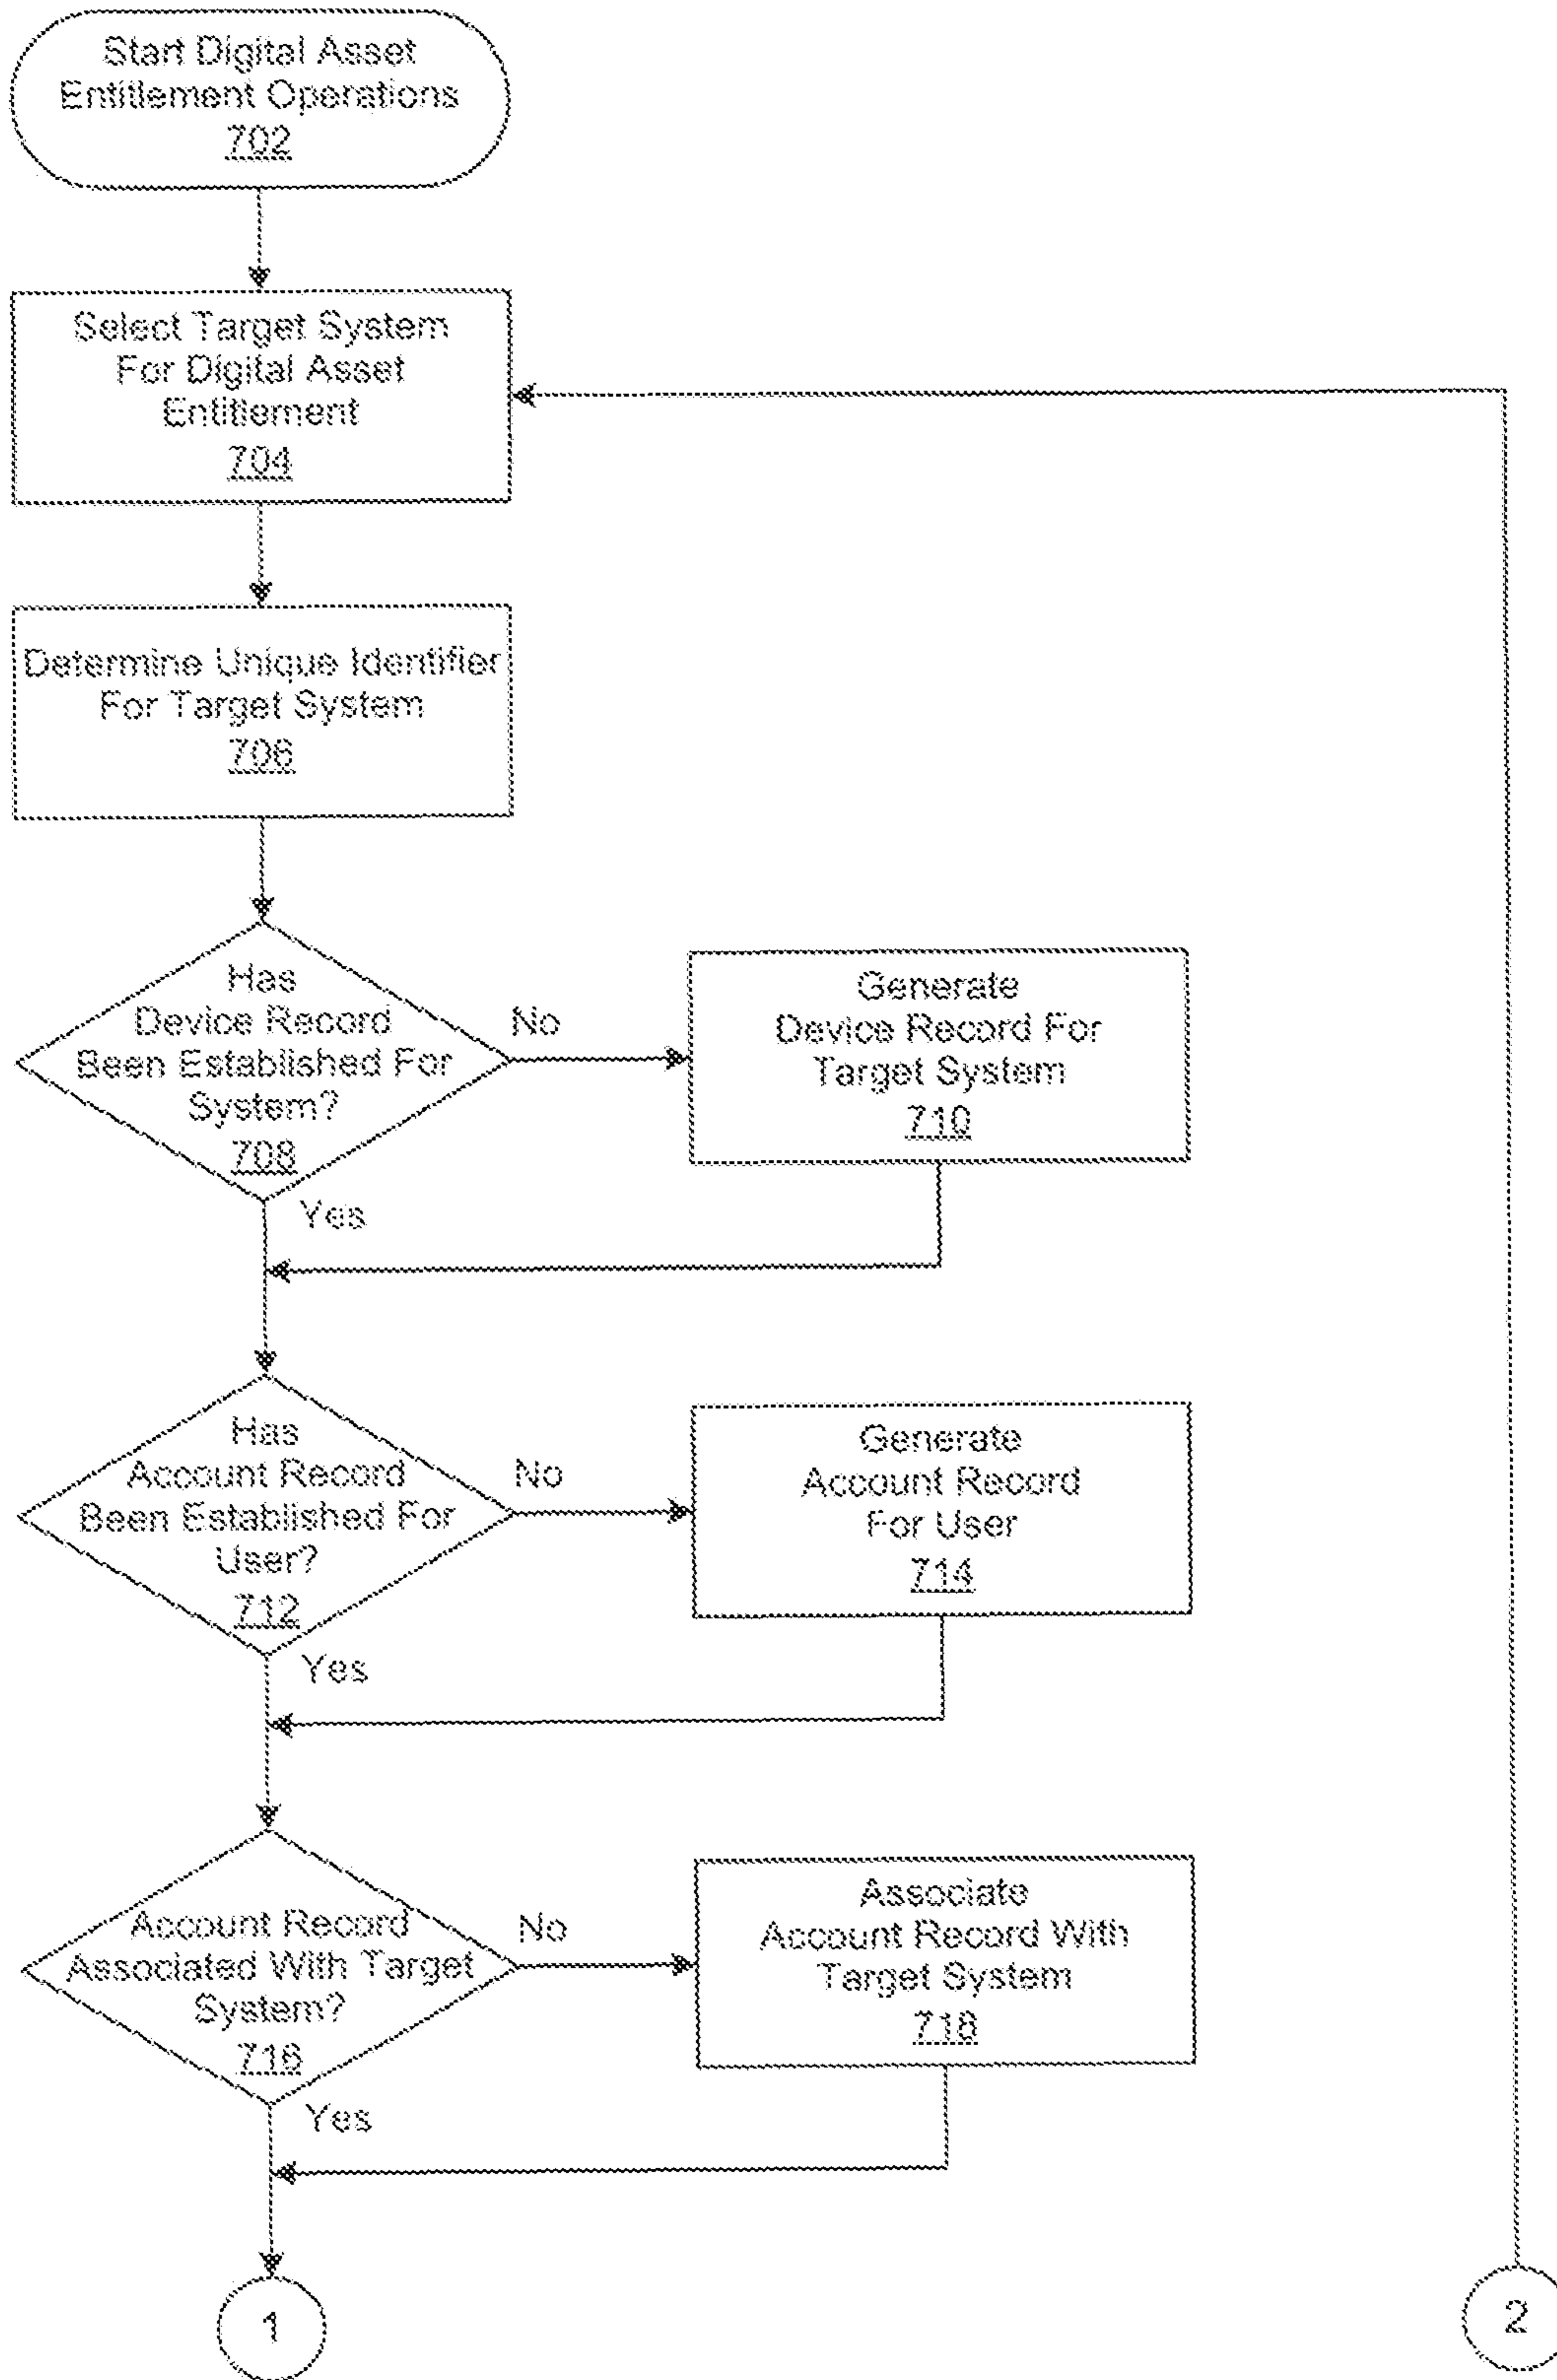 Start Digital Asset
Entitlement Operations
702
Select Target System
For Digital Asset
Entitlement
704
Determine Unique Identifier
For Target System
706
Has
Device Record
Been Established For
System?
708
No
Yes
Generate
Device Record For
Target System
710
Has
Account Record
Been Established For
User?
712
No
Yes
Generate
Account Record
For User
714
Account Record
Associated With Target
System?
716
No
Yes
Associate
Account Record With
Target System
718
1
2